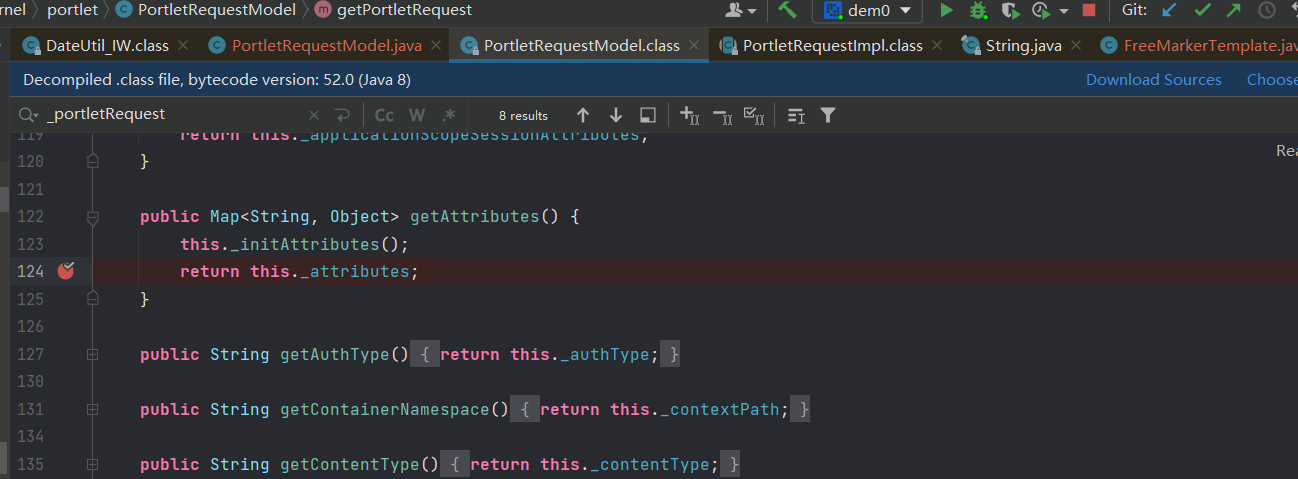 rnel portlet PortletRequestModel getPortletRequest dem0 Git:
DateUtil_IW.class PortletRequestModel.java PortletRequestModel.class PortletRequestImpl.class String.java FreeMarkerTemplate.jav
Decompiled .class file, bytecode version: 52.0 (Java 8) Download Sources Choose
_portletRequest Cc W .* 8 results
119 return this._applicationScopeSessionAttributes;
120 } Rea
121
122 public Map<String, Object> getAttributes() {
123 this._initAttributes();
124 return this._attributes;
125 }
126
127 public String getAuthType() { return this._authType; }
130
131 public String getContainerNamespace() { return this._contextPath; }
134
135 public String getContentType() { return this._contentType; }